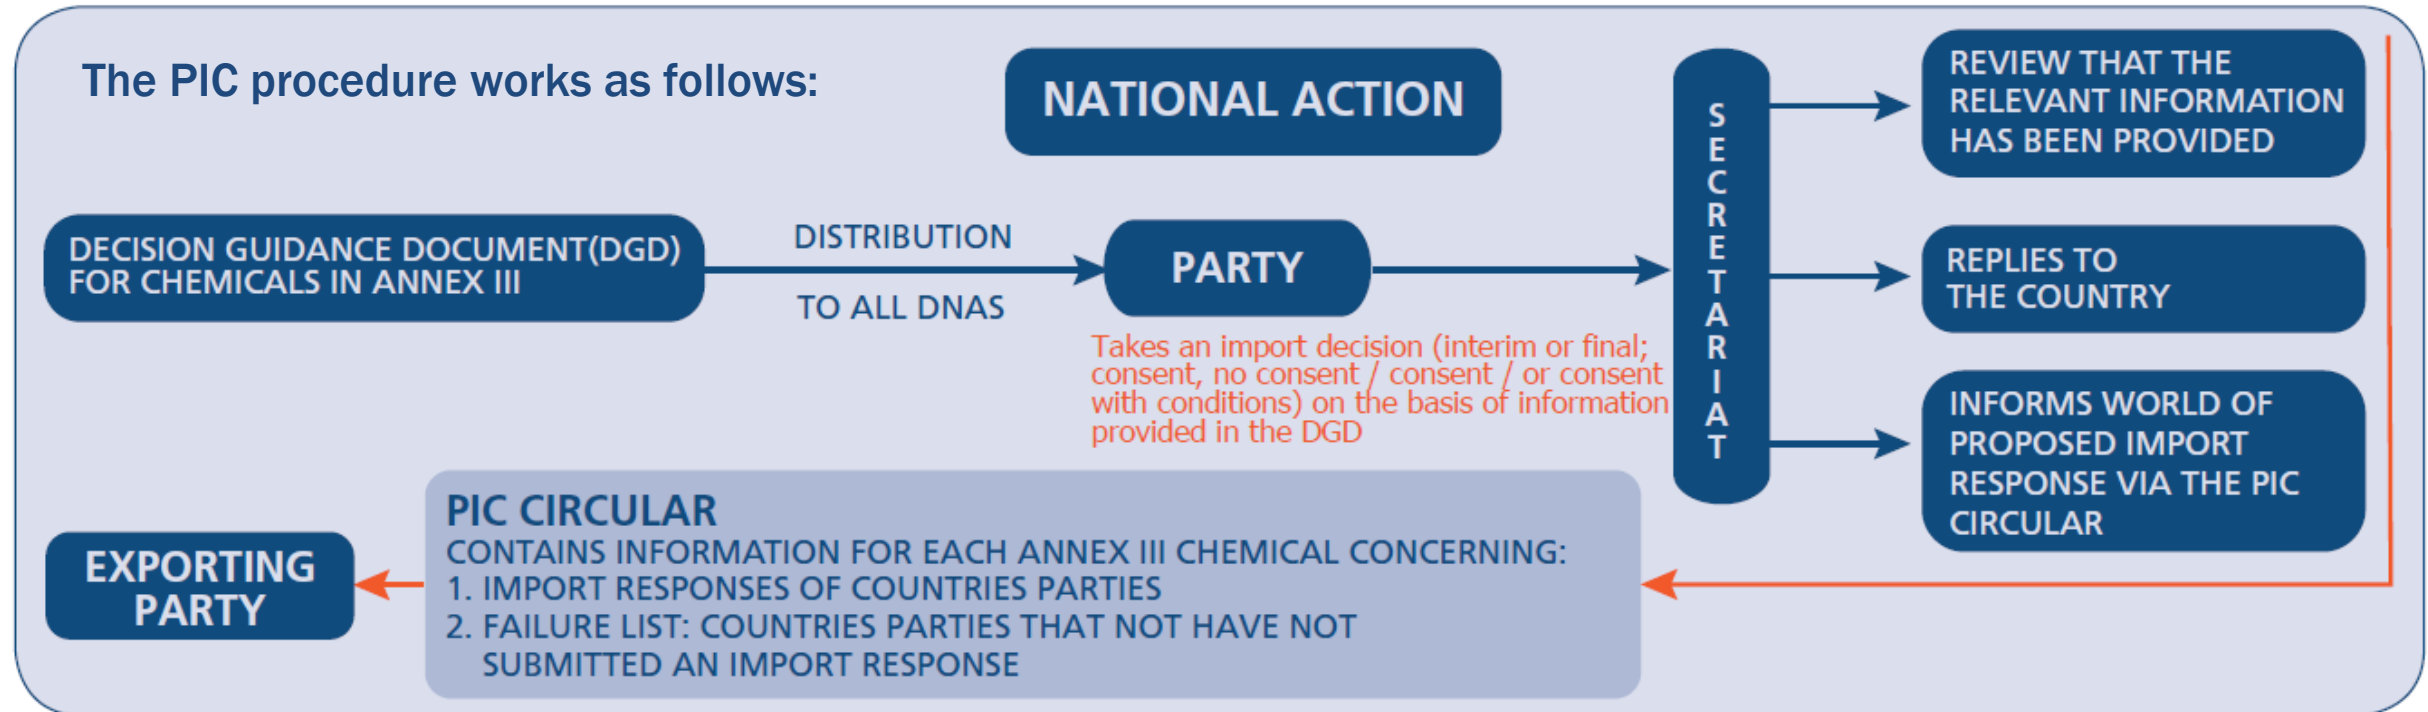 The PIC procedure works as follows:
NATIONAL ACTION
DECISION GUIDANCE DOCUMENT(DGD)
FOR CHEMICALS IN ANNEX III
DISTRIBUTION
TO ALL DNAS
PARTY
Takes an import decision (interim or final;
consent, no consent / consent / or consent
with conditions) on the basis of information
provided in the DGD
SECRETARIAT
REVIEW THAT THE
RELEVANT INFORMATION
HAS BEEN PROVIDED
REPLIES TO
THE COUNTRY
INFORMS WORLD OF
PROPOSED IMPORT
RESPONSE VIA THE PIC
CIRCULAR
PIC CIRCULAR
CONTAINS INFORMATION FOR EACH ANNEX III CHEMICAL CONCERNING:
1. IMPORT RESPONSES OF COUNTRIES PARTIES
2. FAILURE LIST: COUNTRIES PARTIES THAT NOT HAVE NOT
SUBMITTED AN IMPORT RESPONSE
EXPORTING
PARTY